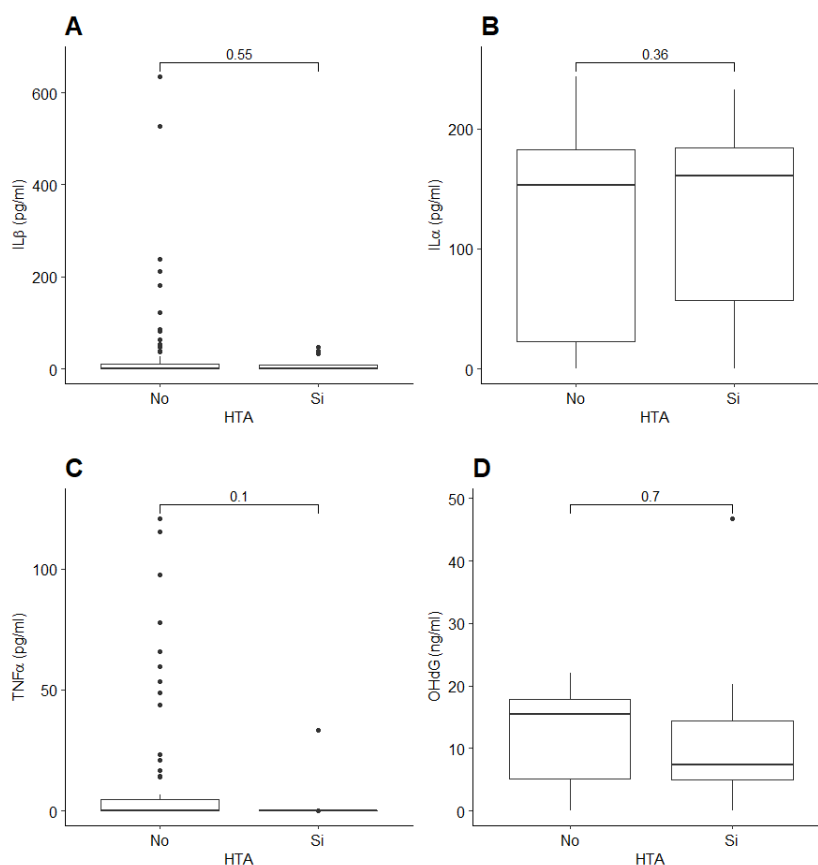 A
0.55
600
400
200
0
ILβ (pg/ml)
No
Si
HTA
B
0.36
200
100
0
ILα (pg/ml)
No
Si
HTA
C
0.1
100
50
0
TNFα (pg/ml)
No
Si
HTA
D
0.7
50
40
30
20
10
0
OHdG (ng/ml)
No
Si
HTA